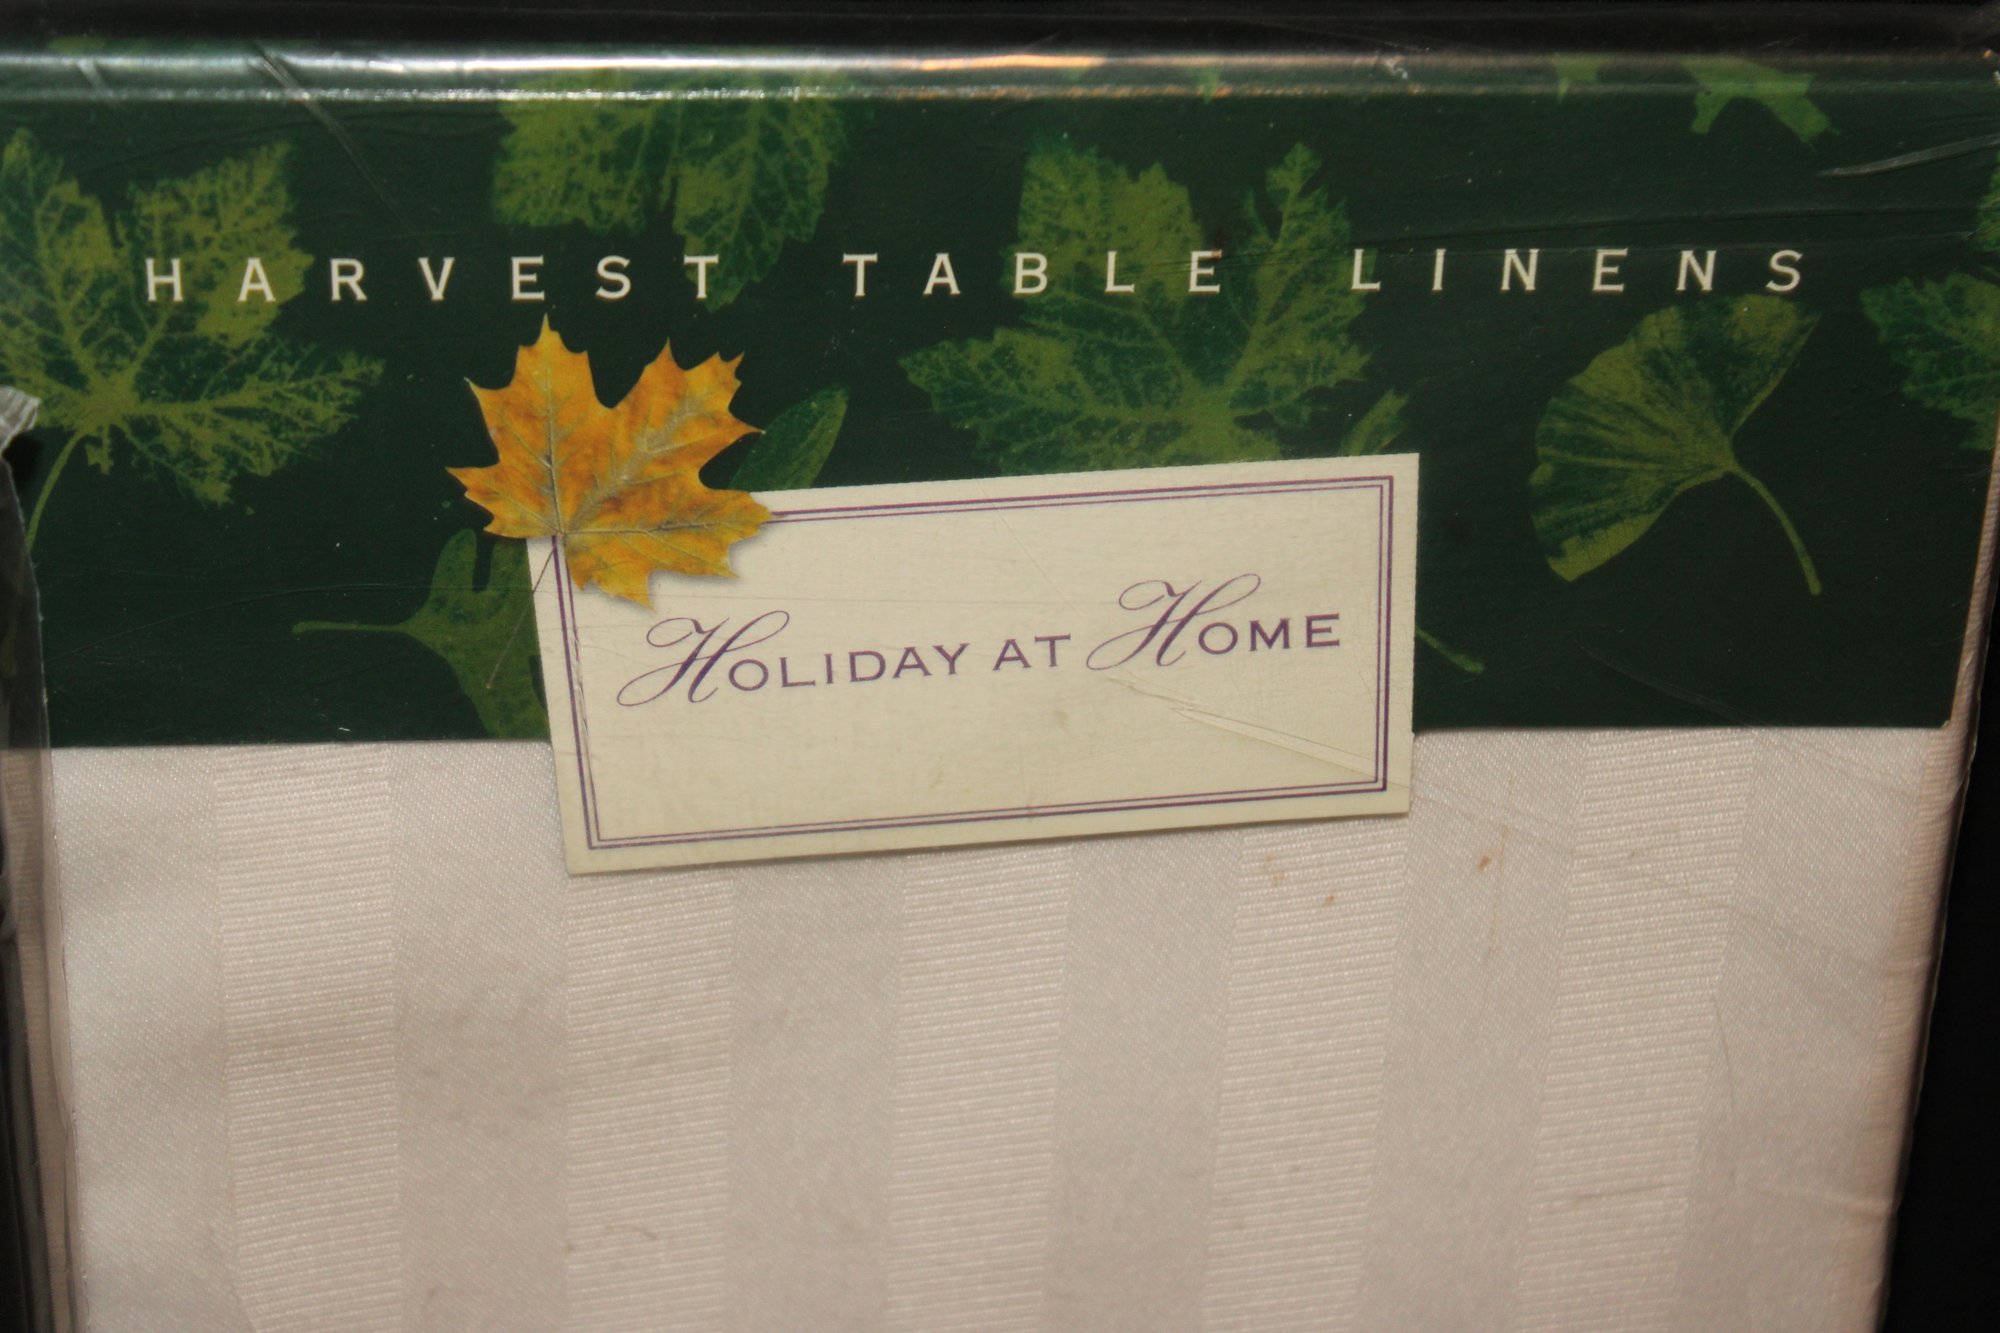 HARVEST TABLE LINENS
HOLIDAY AT HOME